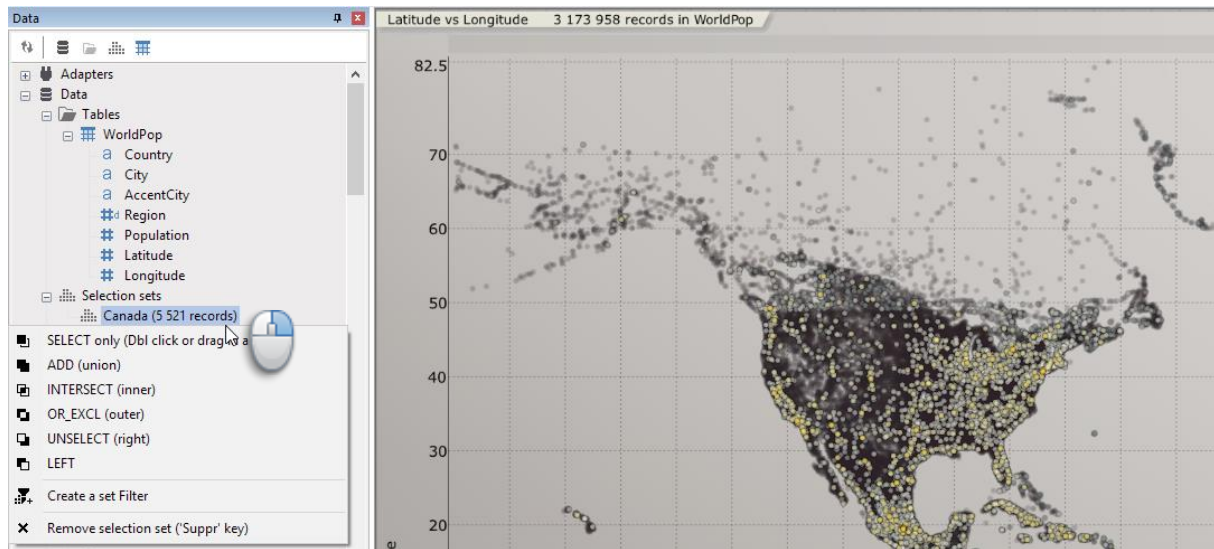 Data
Adapters
Data
Tables
WorldPop
a Country
a City
a AccentCity
#d Region
# Population
# Latitude
# Longitude
Selection sets
Canada (5 521 records)
SELECT only (Dbl click or drag
ADD (union)
INTERSECT (inner)
OR_EXCL (outer)
UNSELECT (right)
LEFT
Create a set Filter
Remove selection set ('Suppr' key)
Latitude vs Longitude 3 173 958 records in WorldPop
82.5
70
60
50
40
30
20